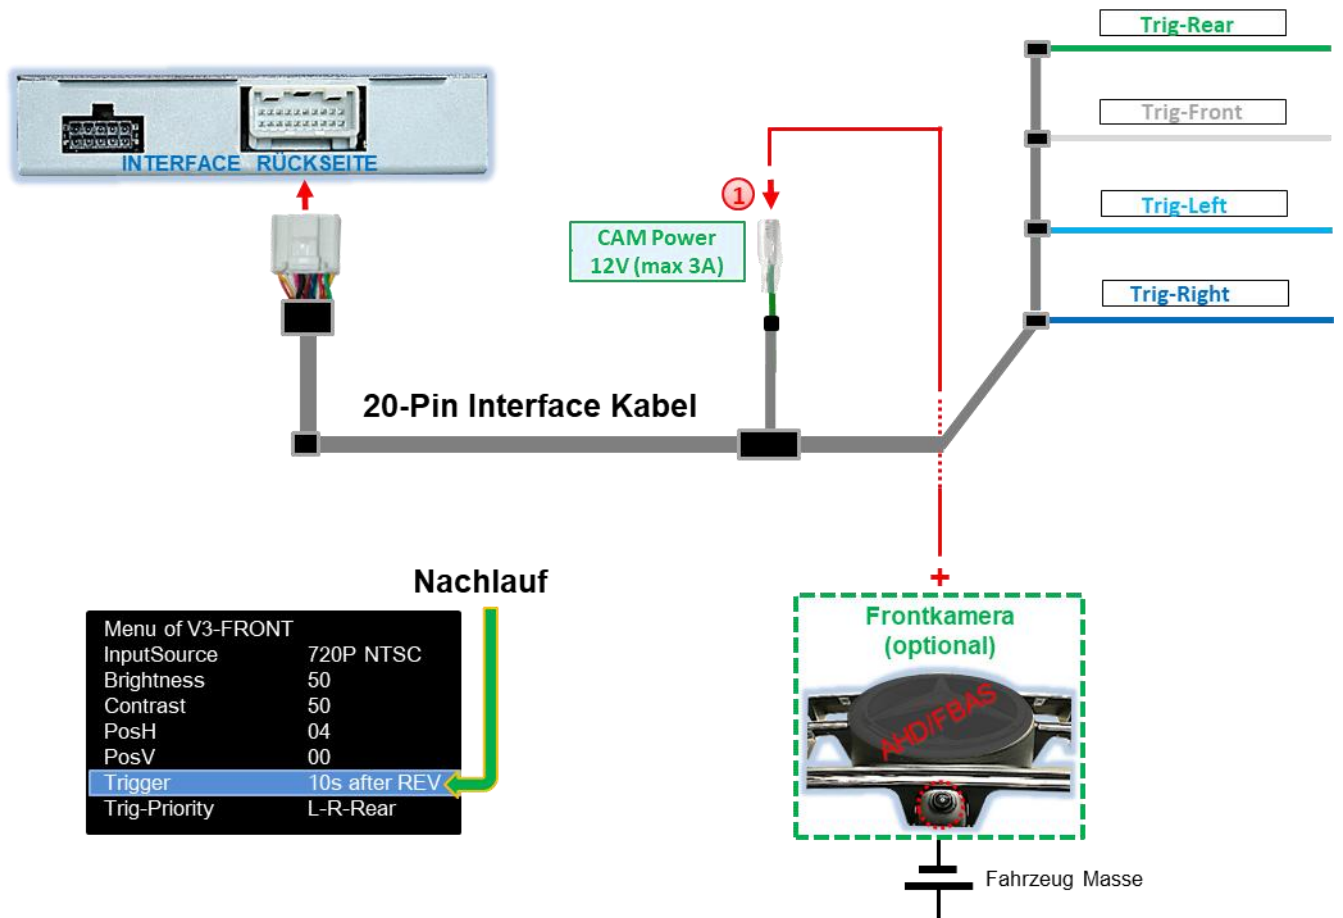 Trig-Rear
Trig-Front
Trig-Left
Trig-Right
INTERFACE RÜCKSEITE
1
CAM Power
12V (max 3A)
20-Pin Interface Kabel
Nachlauf
Menu of V3-FRONT
InputSource 720P NTSC
Brightness 50
Contrast 50
PosH 04
PosV 00
Trigger 10s after REV
Trig-Priority L-R-Rear
+
Frontkamera
(optional)
AHD/FBAS
Fahrzeug Masse